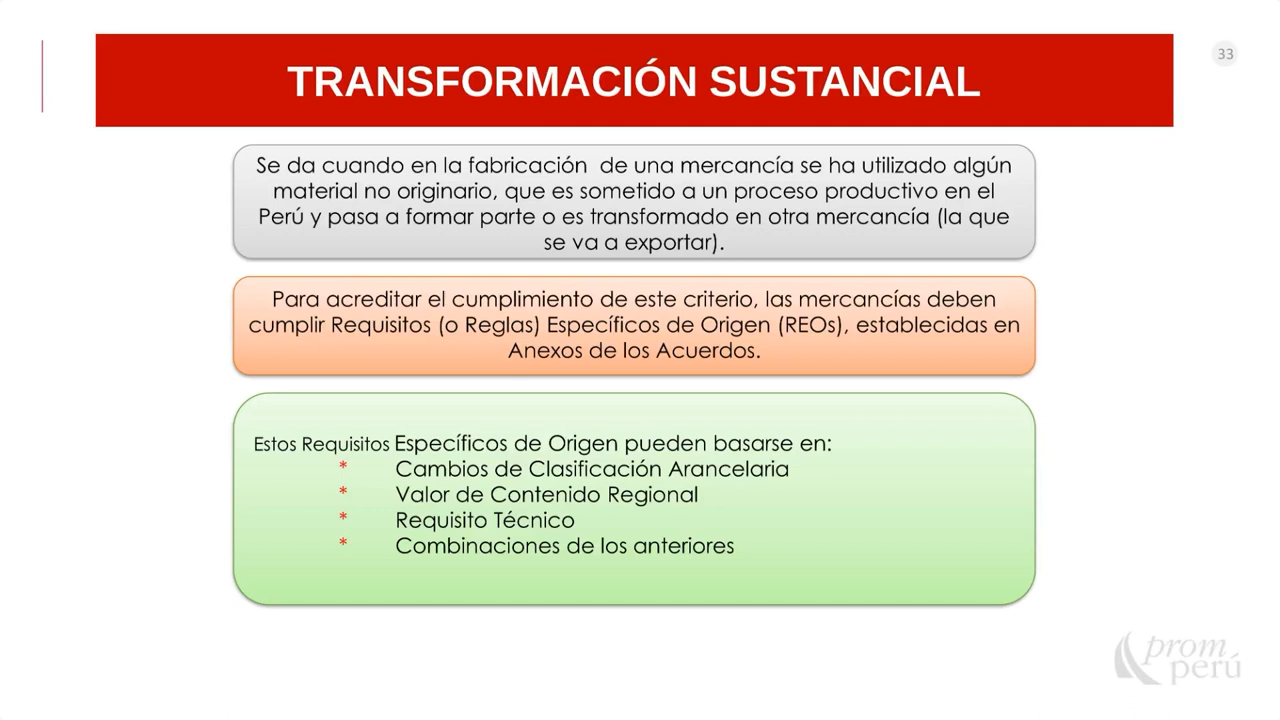 33
TRANSFORMACIÓN SUSTANCIAL
Se da cuando en la fabricación de una mercancía se ha utilizado algún
material no originario, que es sometido a un proceso productivo en el
Perú y pasa a formar parte o es transformado en otra mercancía (la que
se va a exportar).
Para acreditar el cumplimiento de este criterio, las mercancías deben
cumplir Requisitos (o Reglas) Específicos de Origen (REOs), establecidas en
Anexos de los Acuerdos.
Estos Requisitos Específicos de Origen pueden basarse en:
* Cambios de Clasificación Arancelaria
* Valor de Contenido Regional
* Requisito Técnico
* Combinaciones de los anteriores
prom
perú